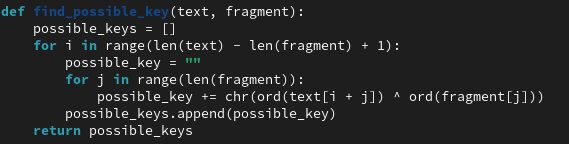 def find_possible_key(text, fragment):
    possible_keys = []
    for i in range(len(text) - len(fragment) + 1):
        possible_key = ""
        for j in range(len(fragment)):
            possible_key += chr(ord(text[i + j]) ^ ord(fragment[j]))
        possible_keys.append(possible_key)
    return possible_keys